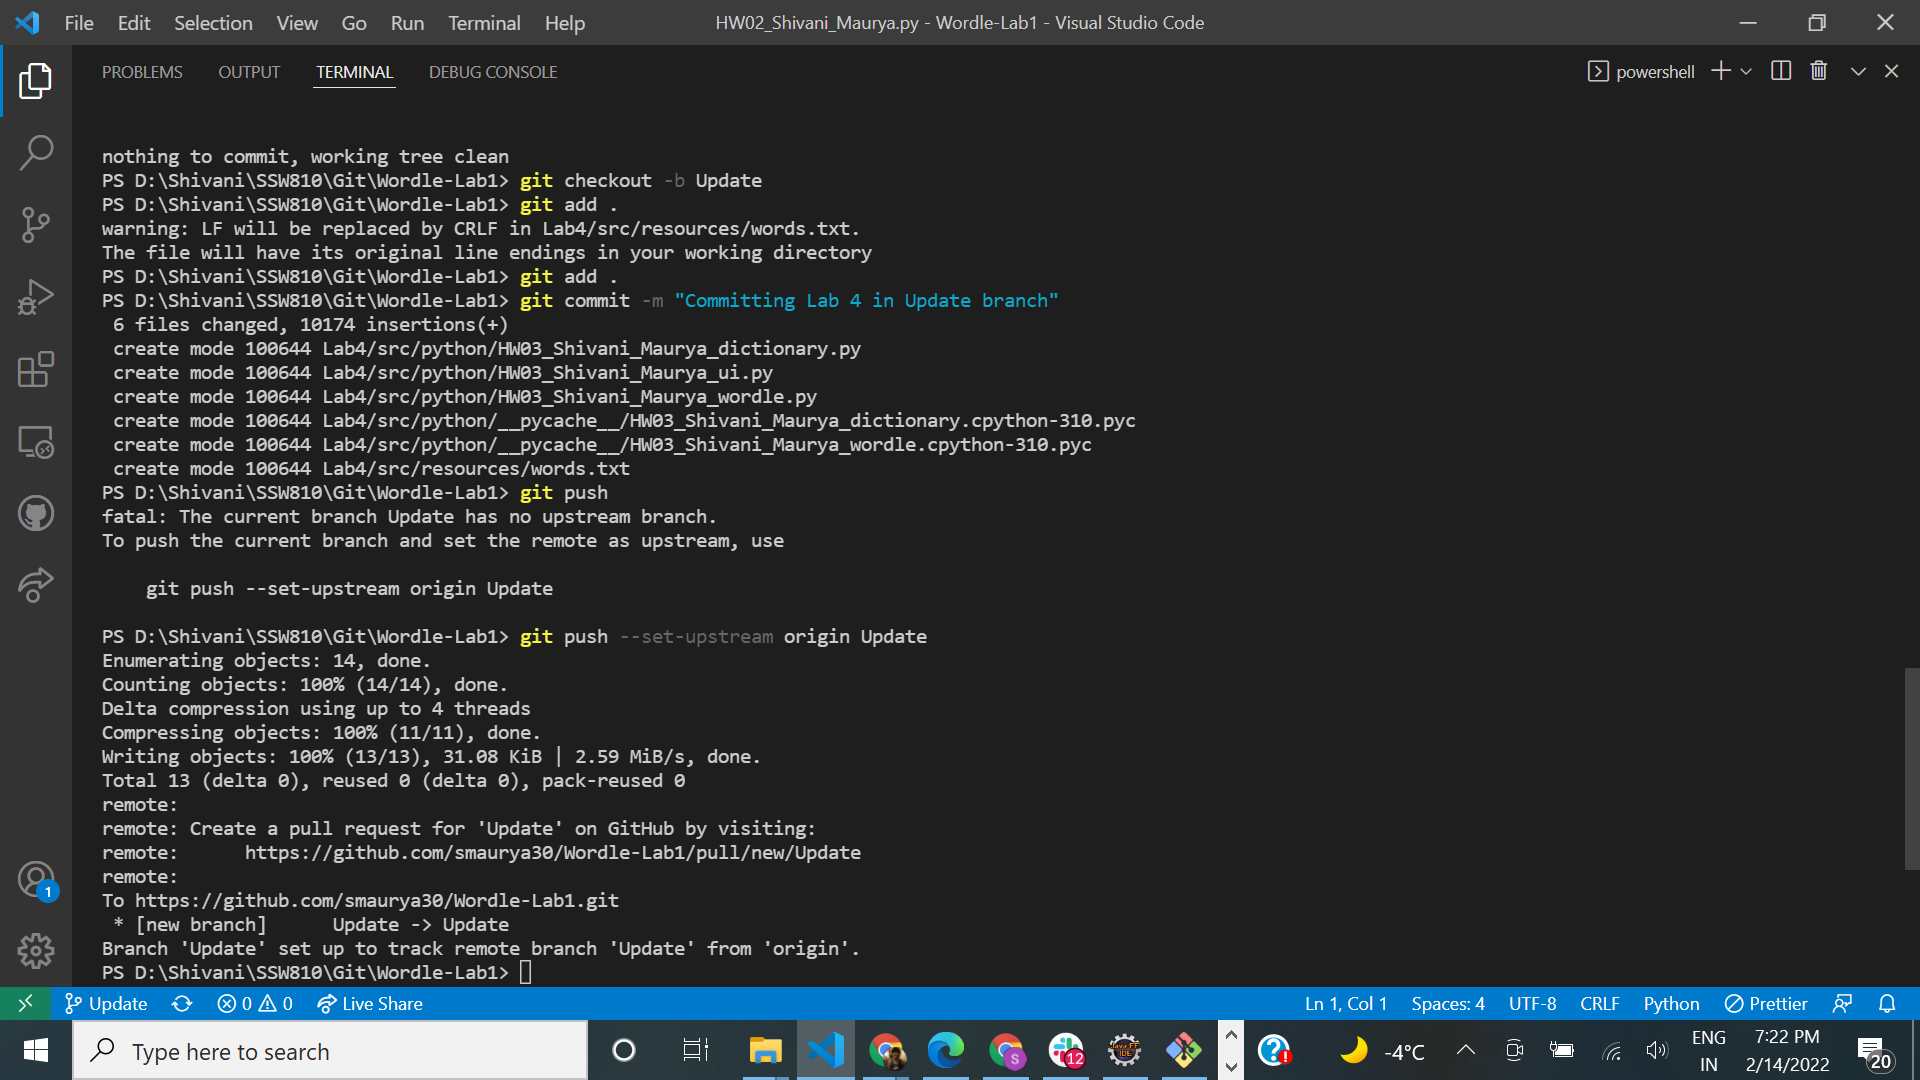 File Edit Selection View Go Run Terminal Help HW02_Shivani_Maurya.py - Wordle-Lab1 - Visual Studio Code
PROBLEMS OUTPUT TERMINAL DEBUG CONSOLE powershell
nothing to commit, working tree clean
PS D:\Shivani\SSW810\Git\Wordle-Lab1> git checkout -b Update
PS D:\Shivani\SSW810\Git\Wordle-Lab1> git add .
warning: LF will be replaced by CRLF in Lab4/src/resources/words.txt.
The file will have its original line endings in your working directory
PS D:\Shivani\SSW810\Git\Wordle-Lab1> git add .
PS D:\Shivani\SSW810\Git\Wordle-Lab1> git commit -m "Committing Lab 4 in Update branch"
 6 files changed, 10174 insertions(+)
 create mode 100644 Lab4/src/python/HW03_Shivani_Maurya_dictionary.py
 create mode 100644 Lab4/src/python/HW03_Shivani_Maurya_ui.py
 create mode 100644 Lab4/src/python/HW03_Shivani_Maurya_wordle.py
 create mode 100644 Lab4/src/python/__pycache__/HW03_Shivani_Maurya_dictionary.cpython-310.pyc
 create mode 100644 Lab4/src/python/__pycache__/HW03_Shivani_Maurya_wordle.cpython-310.pyc
 create mode 100644 Lab4/src/resources/words.txt
PS D:\Shivani\SSW810\Git\Wordle-Lab1> git push
fatal: The current branch Update has no upstream branch.
To push the current branch and set the remote as upstream, use
    git push --set-upstream origin Update
PS D:\Shivani\SSW810\Git\Wordle-Lab1> git push --set-upstream origin Update
Enumerating objects: 14, done.
Counting objects: 100% (14/14), done.
Delta compression using up to 4 threads
Compressing objects: 100% (11/11), done.
Writing objects: 100% (13/13), 31.08 KiB | 2.59 MiB/s, done.
Total 13 (delta 0), reused 0 (delta 0), pack-reused 0
remote:
remote: Create a pull request for 'Update' on GitHub by visiting:
remote:      https://github.com/smaurya30/Wordle-Lab1/pull/new/Update
remote:
To https://github.com/smaurya30/Wordle-Lab1.git
 * [new branch]      Update -> Update
Branch 'Update' set up to track remote branch 'Update' from 'origin'.
PS D:\Shivani\SSW810\Git\Wordle-Lab1>
1
Update 0 0 Live Share Ln 1, Col 1 Spaces: 4 UTF-8 CRLF Python Prettier
Type here to search S 12 Java EE IDE -4°C ENG IN 7:22 PM 2/14/2022 20